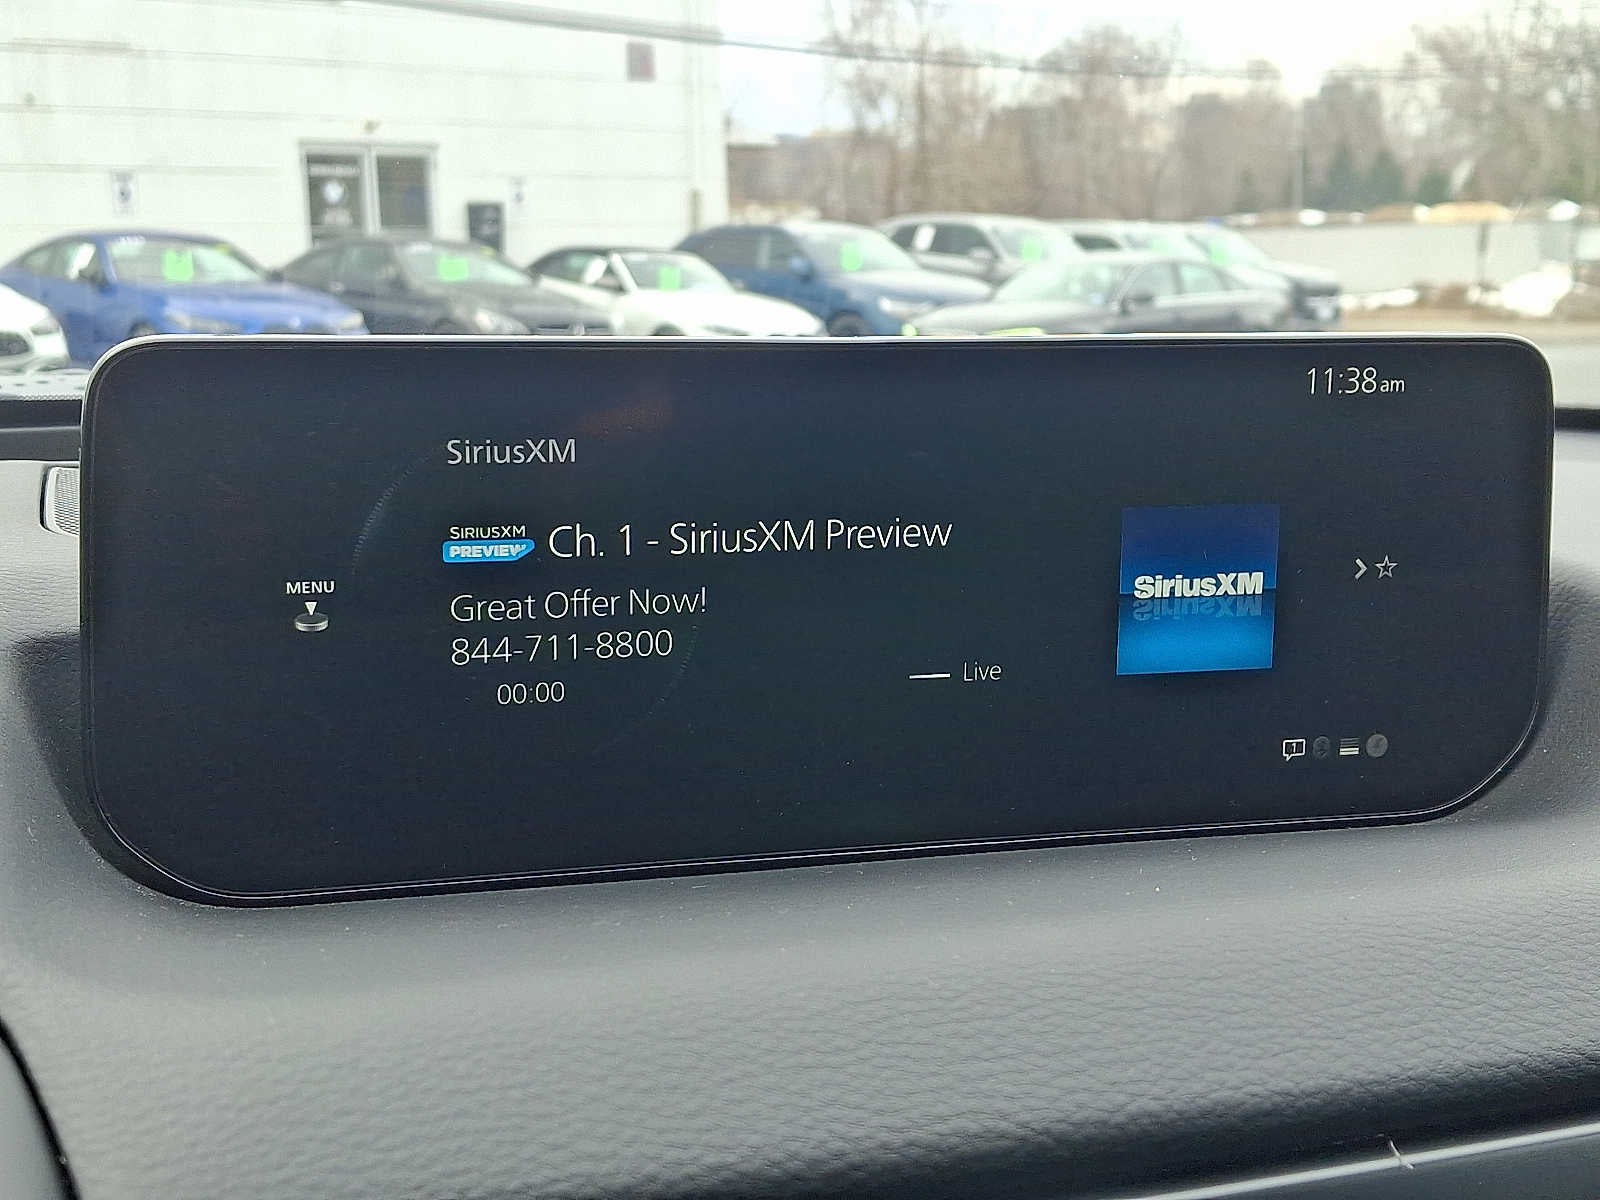 11:38am
SiriusXM
SIRIUSXM
PREVIEW
Ch. 1 - SiriusXM Preview
MENU
Great Offer Now!
844-711-8800
00:00
Live
SiriusXM
1